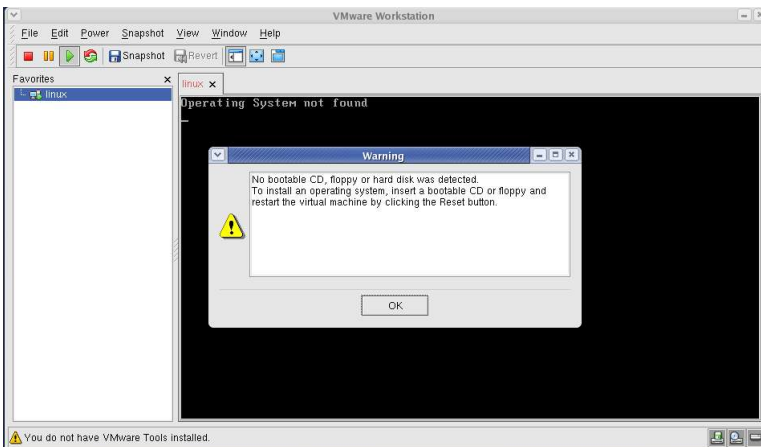 VMware Workstation
File Edit Power Snapshot View Window Help
Snapshot Revert
Favorites
linux
linux
Operating System not found
Warning
No bootable CD, floppy or hard disk was detected.
To install an operating system, insert a bootable CD or floppy and
restart the virtual machine by clicking the Reset button.
OK
You do not have VMware Tools installed.